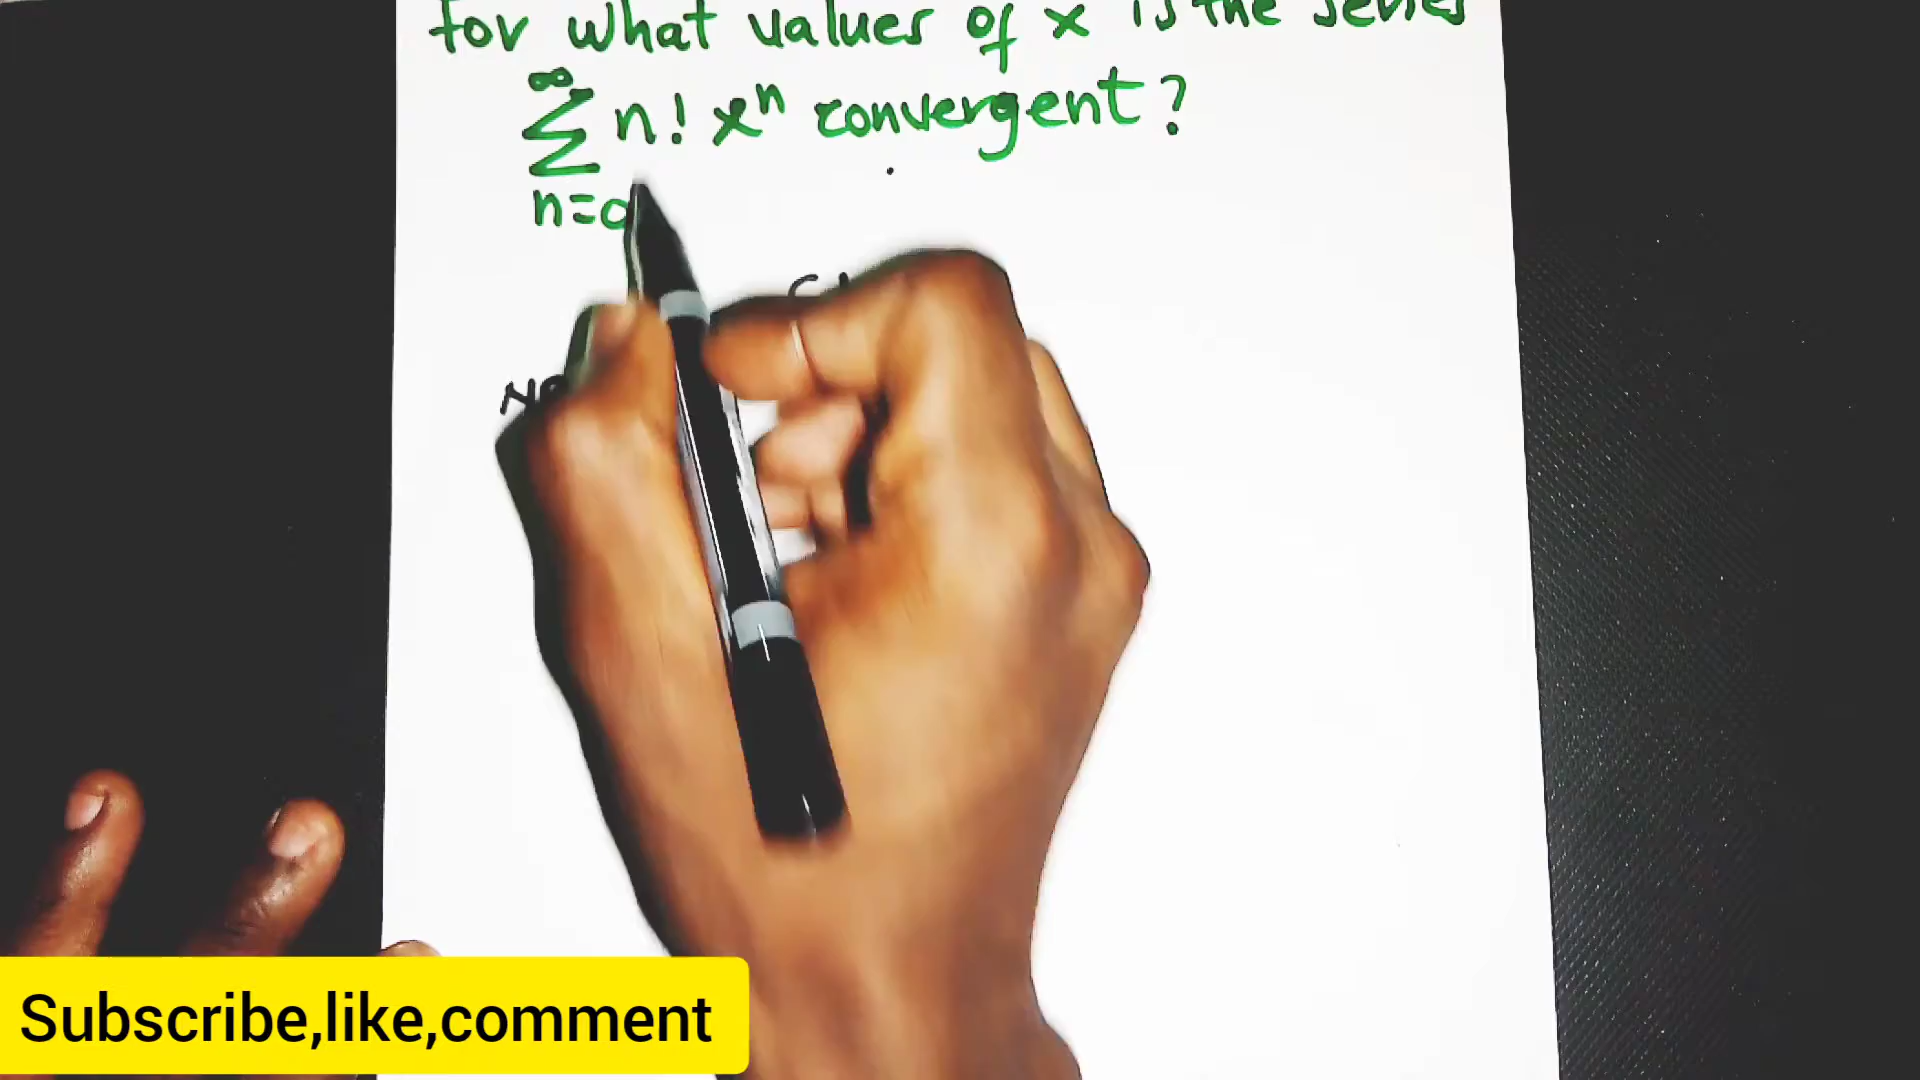 for what values of x is the series
∞
∑ n! xⁿ convergent?
n=0
Subscribe,like,comment